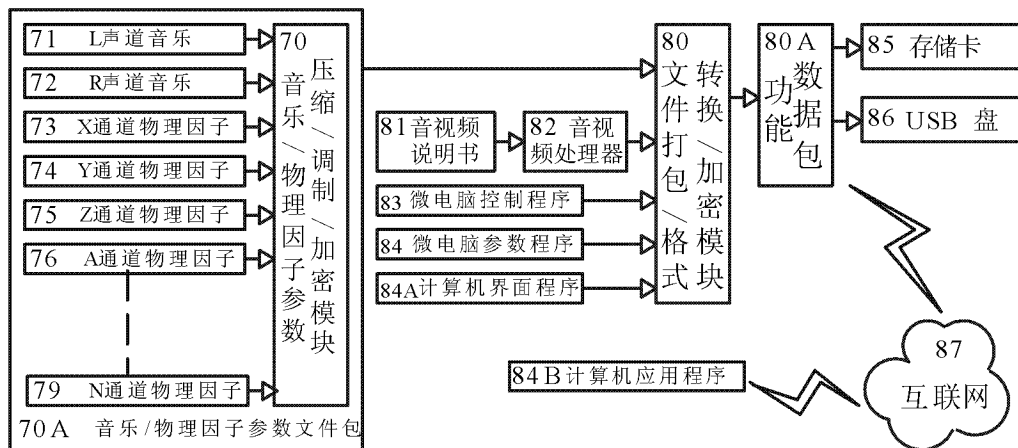 71 L声道音乐
72 R声道音乐
73 X通道物理因子
74 Y通道物理因子
75 Z通道物理因子
76 A通道物理因子
79 N通道物理因子
70
音乐/物理因子参数
压缩/调制/加密模块
70A 音乐/物理因子参数文件包
81 音视频
说明书
82 音视
频处理器
83 微电脑控制程序
84 微电脑参数程序
84A计算机界面程序
80
文件打包/格式
转换/加密模块
80A
功能
数据包
85 存储卡
86 USB 盘
87
互联网
84B计算机应用程序